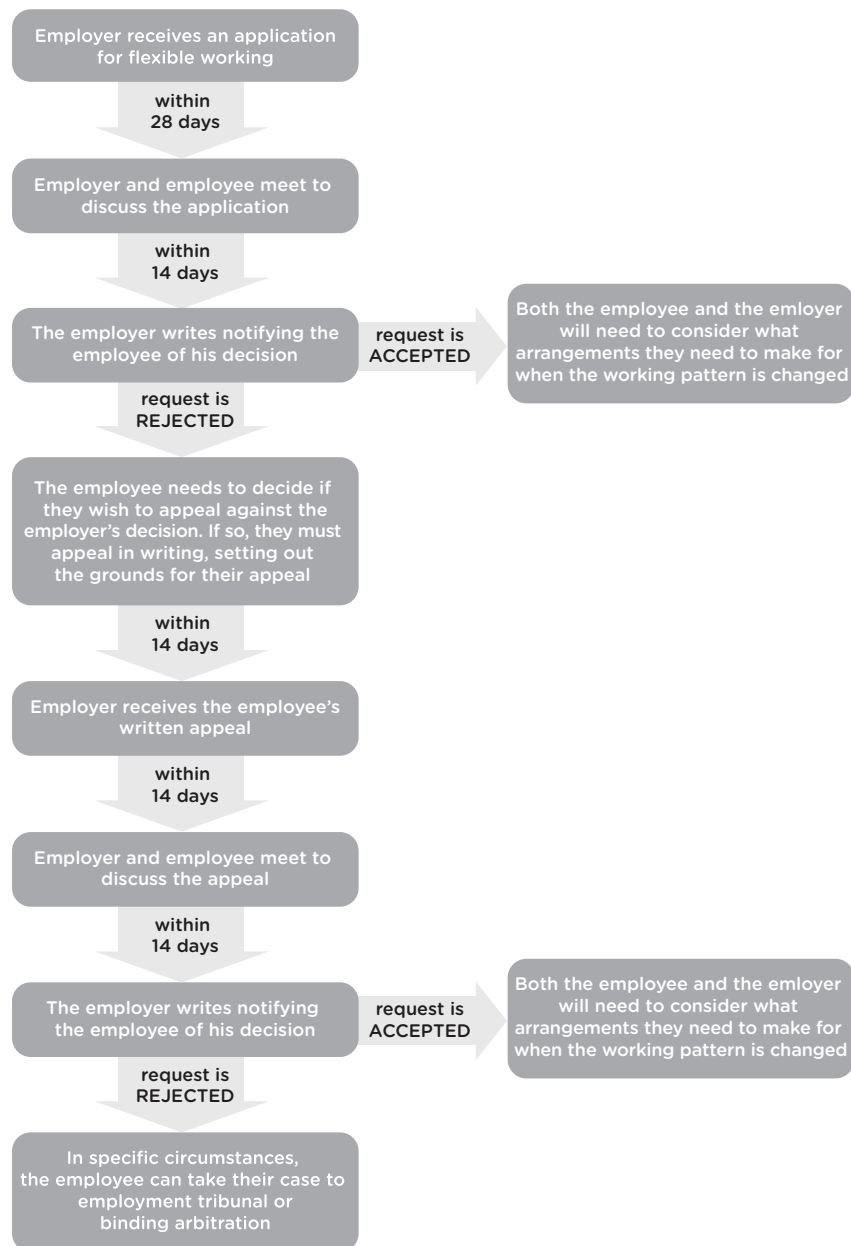 Employer receives an application
for flexible working
within
28 days
Employer and employee meet to
discuss the application
within
14 days
The employer writes notifying the
employee of his decision
request is
ACCEPTED
Both the employee and the emloyer
will need to consider what
arrangements they need to make for
when the working pattern is changed
request is
REJECTED
The employee needs to decide if
they wish to appeal against the
employer's decision. If so, they must
appeal in writing, setting out
the grounds for their appeal
within
14 days
Employer receives the employee's
written appeal
within
14 days
Employer and employee meet to
discuss the appeal
within
14 days
The employer writes notifying
the employee of his decision
request is
ACCEPTED
Both the employee and the emloyer
will need to consider what
arrangements they need to make for
when the working pattern is changed
request is
REJECTED
In specific circumstances,
the employee can take their case to
employment tribunal or
binding arbitration